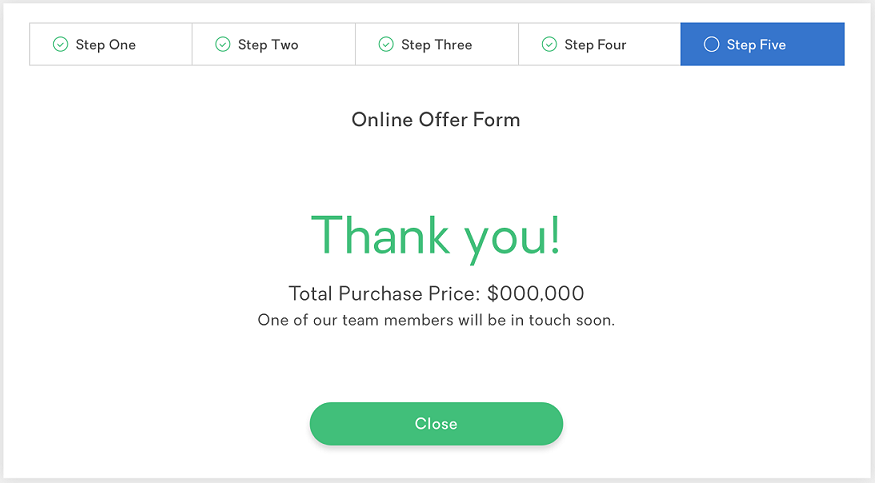 Step One Step Two Step Three Step Four Step Five
Online Offer Form
Thank you!
Total Purchase Price: $000,000
One of our team members will be in touch soon.
Close